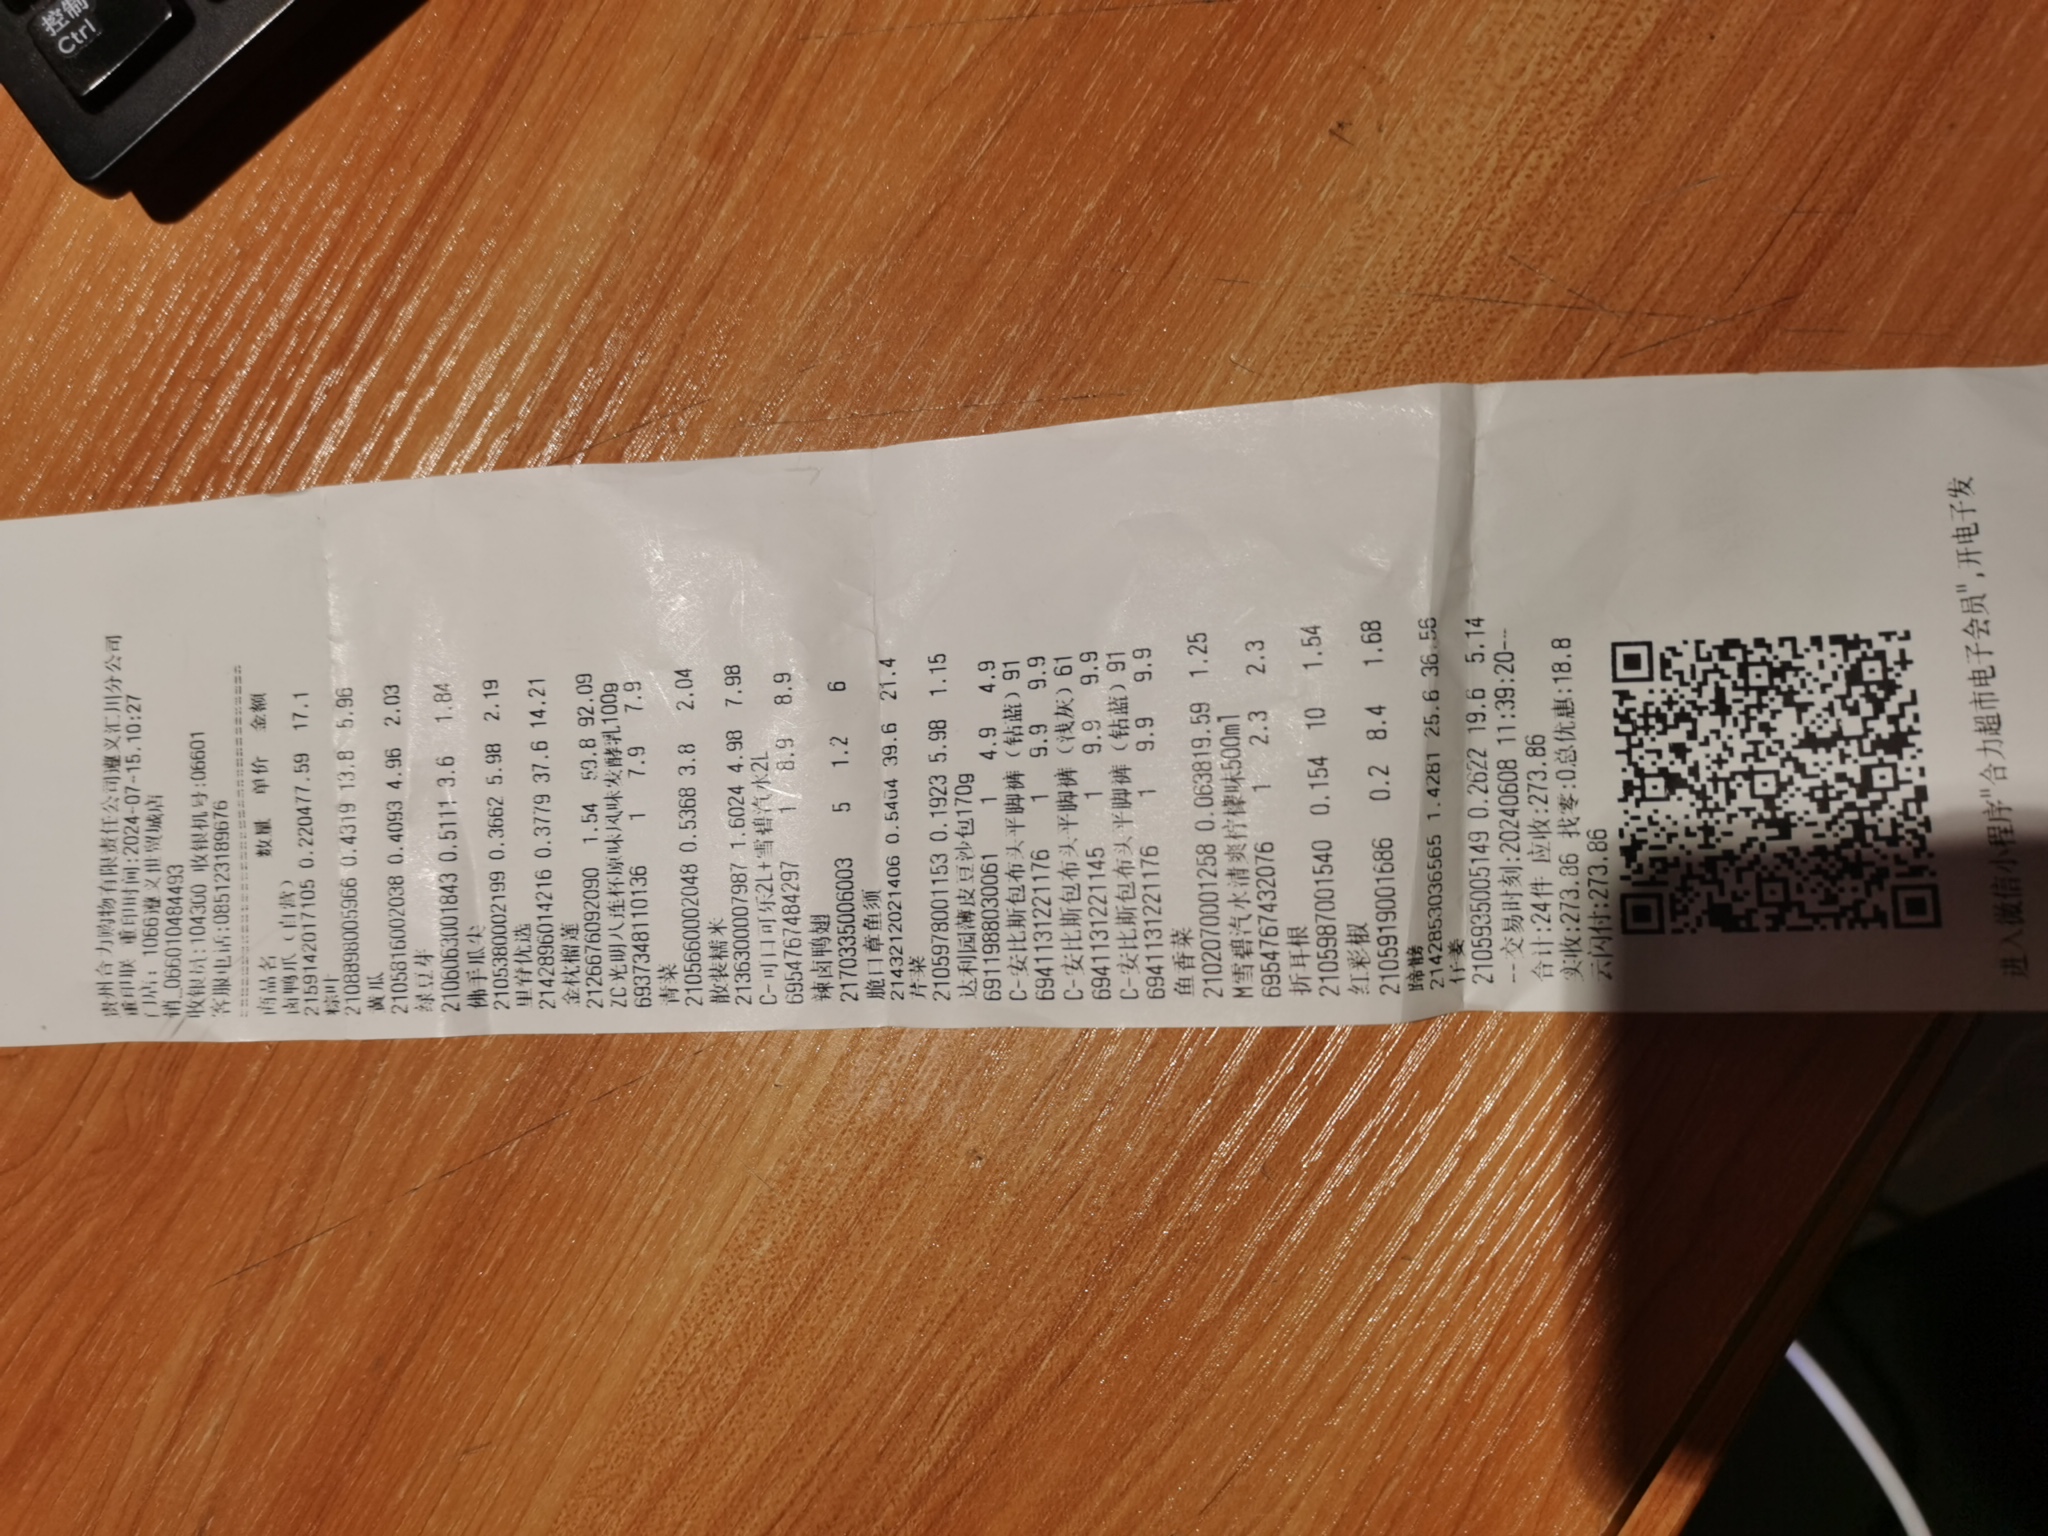 控制
Ctrl
贵州合力购物有限责任公司遵义汇川分公司
重印联 重印时间:2024-07-15.10:27
门店: 1066遵义世贸城店
销_066010484493
收银员:104300 收银机号:06601
客服电话:085123189676
商品名 数量 单价 金额
卤鸭爪(自营)
2159142017105 0.2204 77.59 17.1
粽叶
2108898005966 0.4319 13.8 5.96
黄瓜
2105816002038 0.4093 4.96 2.03
绿豆芽
2106063001843 0.5111 3.6 1.84
佛手瓜尖
2105380002199 0.3662 5.98 2.19
里脊优选
2142896014216 0.3779 37.6 14.21
金枕榴莲
2126676092090 1.54 59.8 92.09
ZC光明八连杯原味风味发酵乳100g
6937348110136 1 7.9 7.9
青菜
2105660002048 0.5368 3.8 2.04
散装糯米
2136300007987 1.6024 4.98 7.98
C-可口可乐2L+雪碧汽水2L
6954767484297 1 8.9 8.9
辣卤鸭翅
2170335006003 5 1.2 6
脆口章鱼须
2143212021406 0.5404 39.6 21.4
芹菜
2105978001153 0.1923 5.98 1.15
达利园薄皮豆沙包170g
6911988030061 1 4.9 4.9
C-安比斯包布头平脚裤(钻蓝)91
6941131221176 1 9.9 9.9
C-安比斯包布头平脚裤(浅灰)61
6941131221145 1 9.9 9.9
C-安比斯包布头平脚裤(钻蓝)91
6941131221176 1 9.9 9.9
鱼香菜
2102070001258 0.0638 19.59 1.25
M雪碧汽水清爽柠檬味500ml
6954767432076 1 2.3 2.3
折耳根
2105987001540 0.154 10 1.54
红彩椒
2105919001686 0.2 8.4 1.68
蹄髈
2142853036565 1.4281 25.6 36.56
仔姜
2105935005149 0.2622 19.6 5.14
--交易时刻:20240608 11:39:20--
合计:24件 应收:273.86
实收:273.86 找零:0总优惠:18.8
云闪付:273.86
进入微信小程序"合力超市电子会员",开电子发